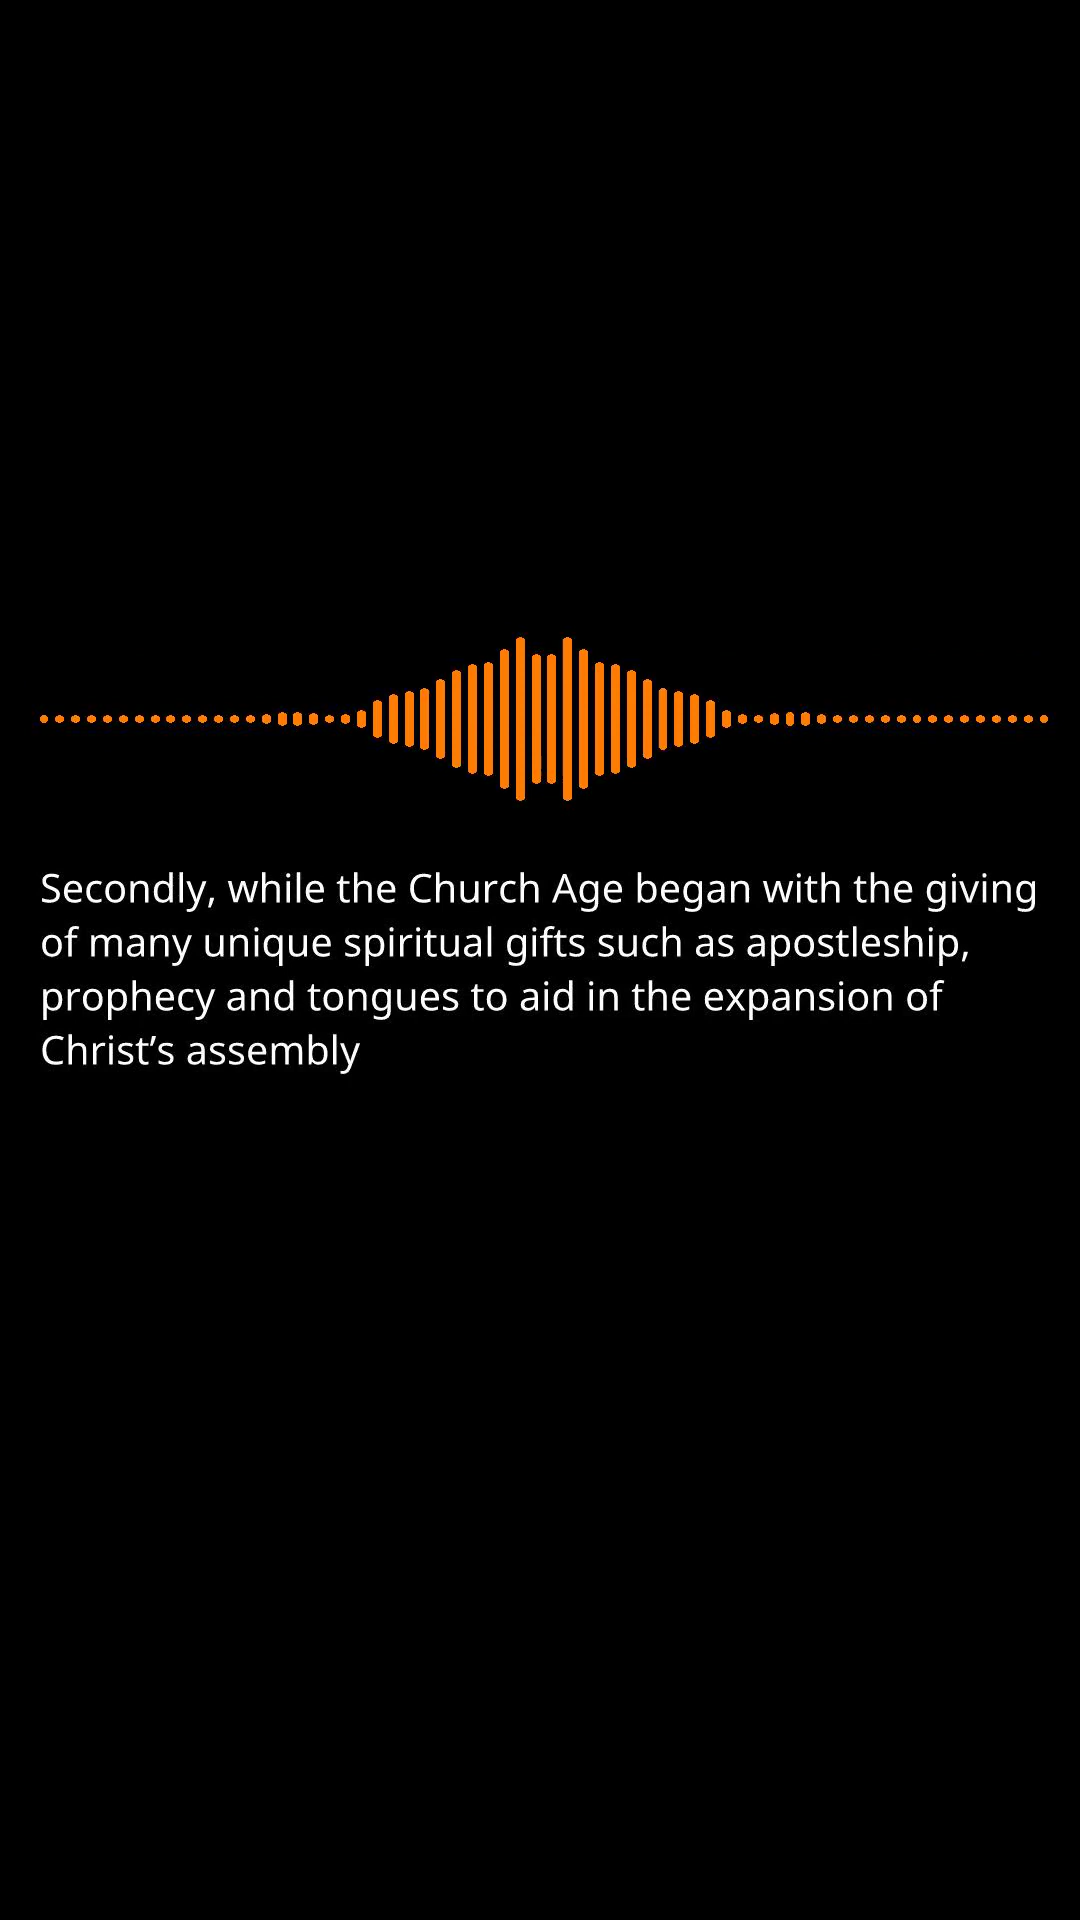 Secondly, while the Church Age began with the giving
of many unique spiritual gifts such as apostleship,
prophecy and tongues to aid in the expansion of
Christ’s assembly